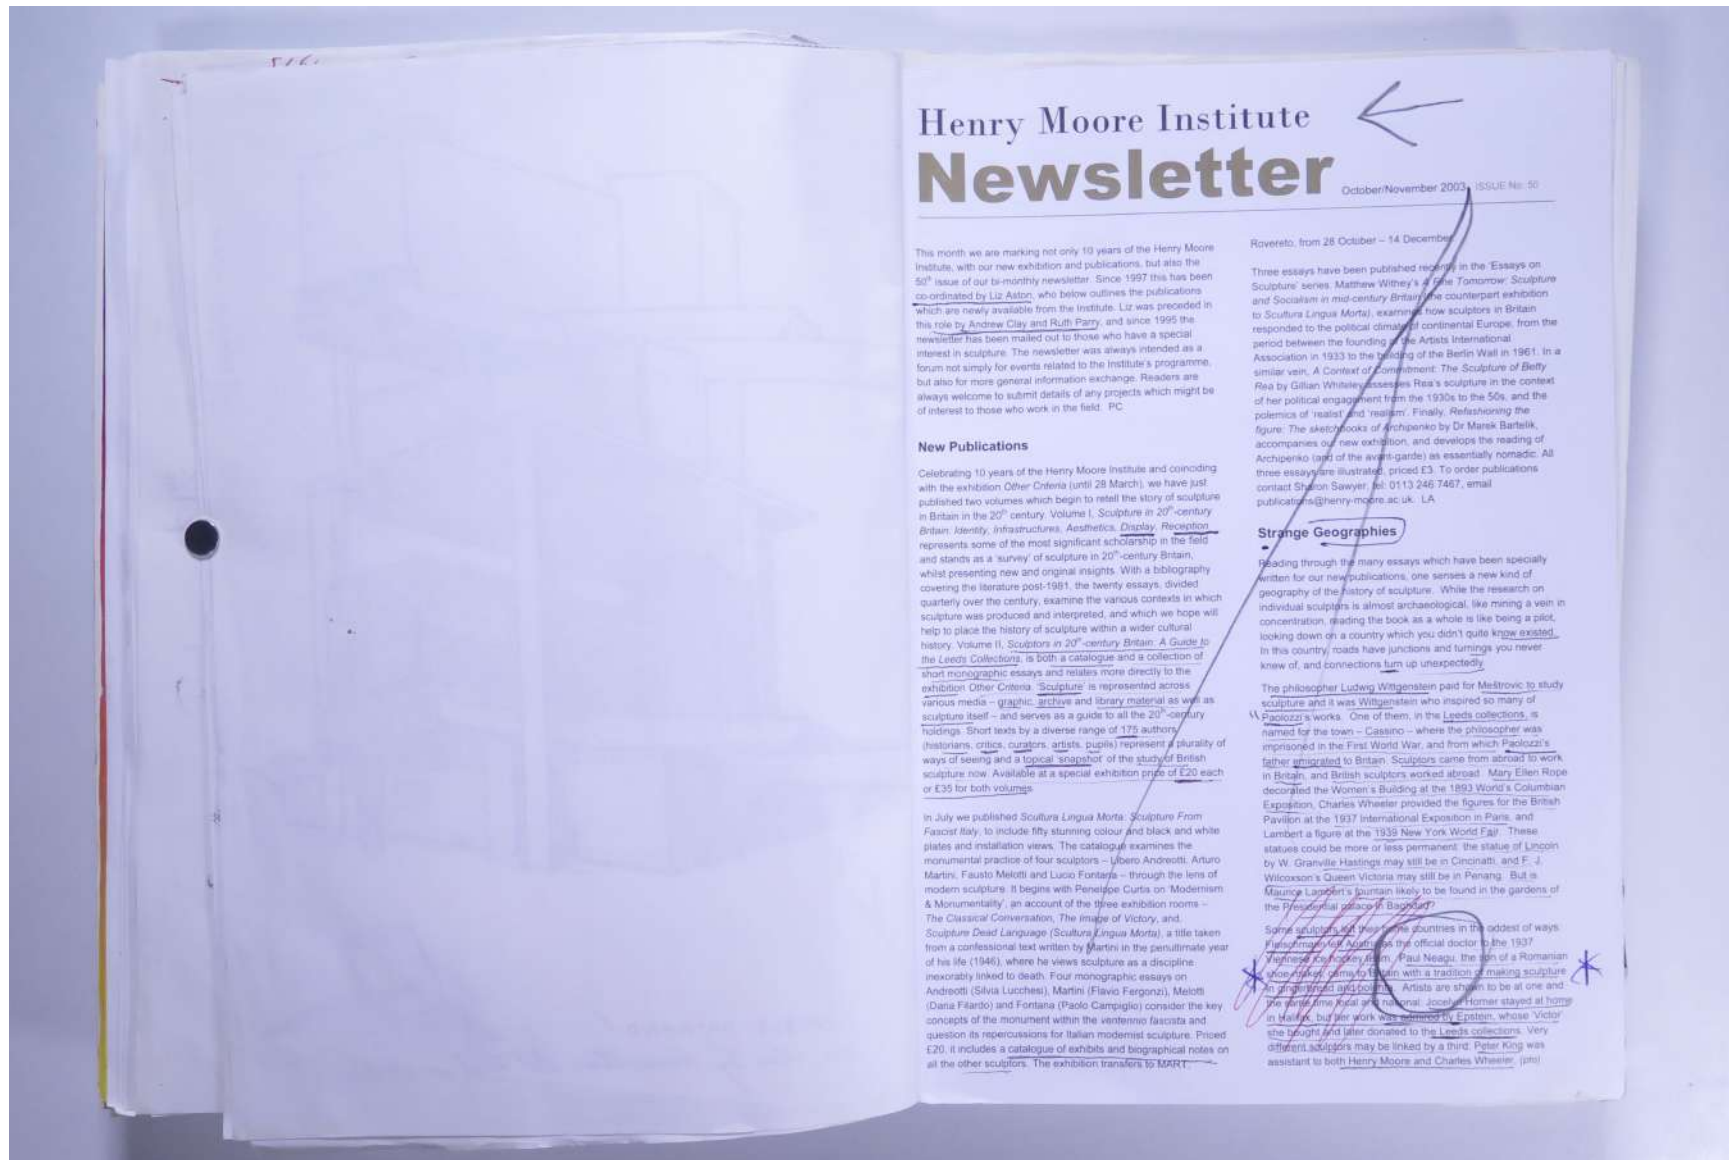 Henry Moore Institute
Newsletter
October/November 2003 ISSUE No: 50
This month we are marking not only 10 years of the Henry Moore
Institute, with our new exhibition and publications, but also the
50th issue of our bi-monthly newsletter. Since 1997 this has been
co-ordinated by Liz Aston, who below outlines the publications
which are newly available from the Institute. Liz was preceded in
this role by Andrew Clay and Ruth Parry, and since 1995 the
newsletter has been mailed out to those who have a special
interest in sculpture. The newsletter was always intended as a
forum not simply for events related to the Institute's programme,
but also for more general information exchange. Readers are
always welcome to submit details of any projects which might be
of interest to those who work in the field. PC
New Publications
Celebrating 10 years of the Henry Moore Institute and coinciding
with the exhibition Other Criteria (until 28 March), we have just
published two volumes which begin to retell the story of sculpture
in Britain in the 20th century. Volume I, Sculpture in 20th-century
Britain: Identity, Infrastructures, Aesthetics, Display, Reception
represents some of the most significant scholarship in the field
and stands as a 'survey' of sculpture in 20th-century Britain,
whilst presenting new and original insights. With a bibliography
covering the literature post-1981, the twenty essays, divided
quarterly over the century, examine the various contexts in which
sculpture was produced and interpreted, and which we hope will
help to place the history of sculpture within a wider cultural
history. Volume II, Sculptors in 20th-century Britain: A Guide to
the Leeds Collections, is both a catalogue and a collection of
short monographic essays and relates more directly to the
exhibition Other Criteria. 'Sculpture' is represented across
various media – graphic, archive and library material as well as
sculpture itself – and serves as a guide to all the 20th-century
holdings. Short texts by a diverse range of 175 authors
(historians, critics, curators, artists, pupils) represent a plurality of
ways of seeing and a topical 'snapshot' of the study of British
sculpture now. Available at a special exhibition price of £20 each
or £35 for both volumes.
In July we published Scultura Lingua Morta: Sculpture From
Fascist Italy, to include fifty stunning colour and black and white
plates and installation views. The catalogue examines the
monumental practice of four sculptors – Libero Andreotti, Arturo
Martini, Fausto Melotti and Lucio Fontana – through the lens of
modern sculpture. It begins with Penelope Curtis on 'Modernism
& Monumentality', an account of the three exhibition rooms –
The Classical Conversation, The Image of Victory, and,
Sculpture Dead Language (Scultura Lingua Morta), a title taken
from a confessional text written by Martini in the penultimate year
of his life (1946), where he views sculpture as a discipline
inexorably linked to death. Four monographic essays on
Andreotti (Silvia Lucchesi), Martini (Flavio Fergonzi), Melotti
(Daria Filardo) and Fontana (Paolo Campiglio) consider the key
concepts of the monument within the ventennio fascista and
question its repercussions for Italian modernist sculpture. Priced
£20, it includes a catalogue of exhibits and biographical notes on
all the other sculptors. The exhibition transfers to MART,
Rovereto, from 28 October – 14 December.
Three essays have been published recently in the 'Essays on
Sculpture' series. Matthew Withey's A Fine Tomorrow: Sculpture
and Socialism in mid-century Britain (the counterpart exhibition
to Scultura Lingua Morta), examines how sculptors in Britain
responded to the political climate of continental Europe, from the
period between the founding of the Artists International
Association in 1933 to the building of the Berlin Wall in 1961. In a
similar vein, A Context of Commitment: The Sculpture of Betty
Rea by Gillian Whiteley assesses Rea's sculpture in the context
of her political engagement from the 1930s to the 50s, and the
polemics of 'realist' and 'realism'. Finally, Refashioning the
figure: The sketchbooks of Archipenko by Dr Marek Bartelik,
accompanies our new exhibition, and develops the reading of
Archipenko (and of the avant-garde) as essentially nomadic. All
three essays are illustrated, priced £3. To order publications
contact Sharon Sawyer, tel: 0113 246 7467, email
publications@henry-moore.ac.uk. LA
Strange Geographies
Reading through the many essays which have been specially
written for our new publications, one senses a new kind of
geography of the history of sculpture. While the research on
individual sculptors is almost archaeological, like mining a vein in
concentration, reading the book as a whole is like being a pilot,
looking down on a country which you didn't quite know existed.
In this country, roads have junctions and turnings you never
knew of, and connections turn up unexpectedly.
The philosopher Ludwig Wittgenstein paid for Meštrovic to study
sculpture and it was Wittgenstein who inspired so many of
Paolozzi's works. One of them, in the Leeds collections, is
named for the town – Cassino – where the philosopher was
imprisoned in the First World War, and from which Paolozzi's
father emigrated to Britain. Sculptors came from abroad to work
in Britain, and British sculptors worked abroad. Mary Ellen Rope
decorated the Women's Building at the 1893 World's Columbian
Exposition, Charles Wheeler provided the figures for the British
Pavilion at the 1937 International Exposition in Paris, and
Lambert a figure at the 1939 New York World Fair. These
statues could be more or less permanent: the statue of Lincoln
by W. Granville Hastings may still be in Cincinatti, and F. J.
Wilcoxson's Queen Victoria may still be in Penang. But is
Maurice Lambert's fountain likely to be found in the gardens of
the Presidential palace in Baghdad?
Some sculptors left their home countries in the oddest of ways.
Fleischmann left Austria as the official doctor to the 1937
Viennese ice hockey team. Paul Neagu, the son of a Romanian
shoe-maker, came to Britain with a tradition of making sculpture
in gingerbread and polenta. Artists are shown to be at one and
the same time local and national. Jocelyn Horner stayed at home
in Halifax, but her work was admired by Epstein, whose 'Victor'
she bought and later donated to the Leeds collections. Very
different sculptors may be linked by a third: Peter King was
assistant to both Henry Moore and Charles Wheeler. (pto)